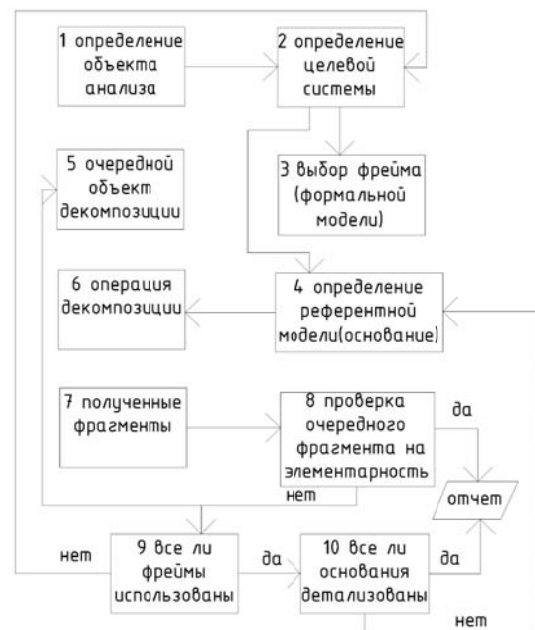 1 определение
объекта
анализа
2 определение
целевой
системы
5 очередной
объект
декомпозиции
3 выбор фрейма
(формальной
модели)
6 операция
декомпозиции
4 определение
референтной
модели(основание)
7 полученные
фрагменты
8 проверка
очередного
фрагмента на
элементарность
да
нет
отчет
нет
9 все ли
фреймы
использованы
да
10 все ли
основания
детализованы
да
нет